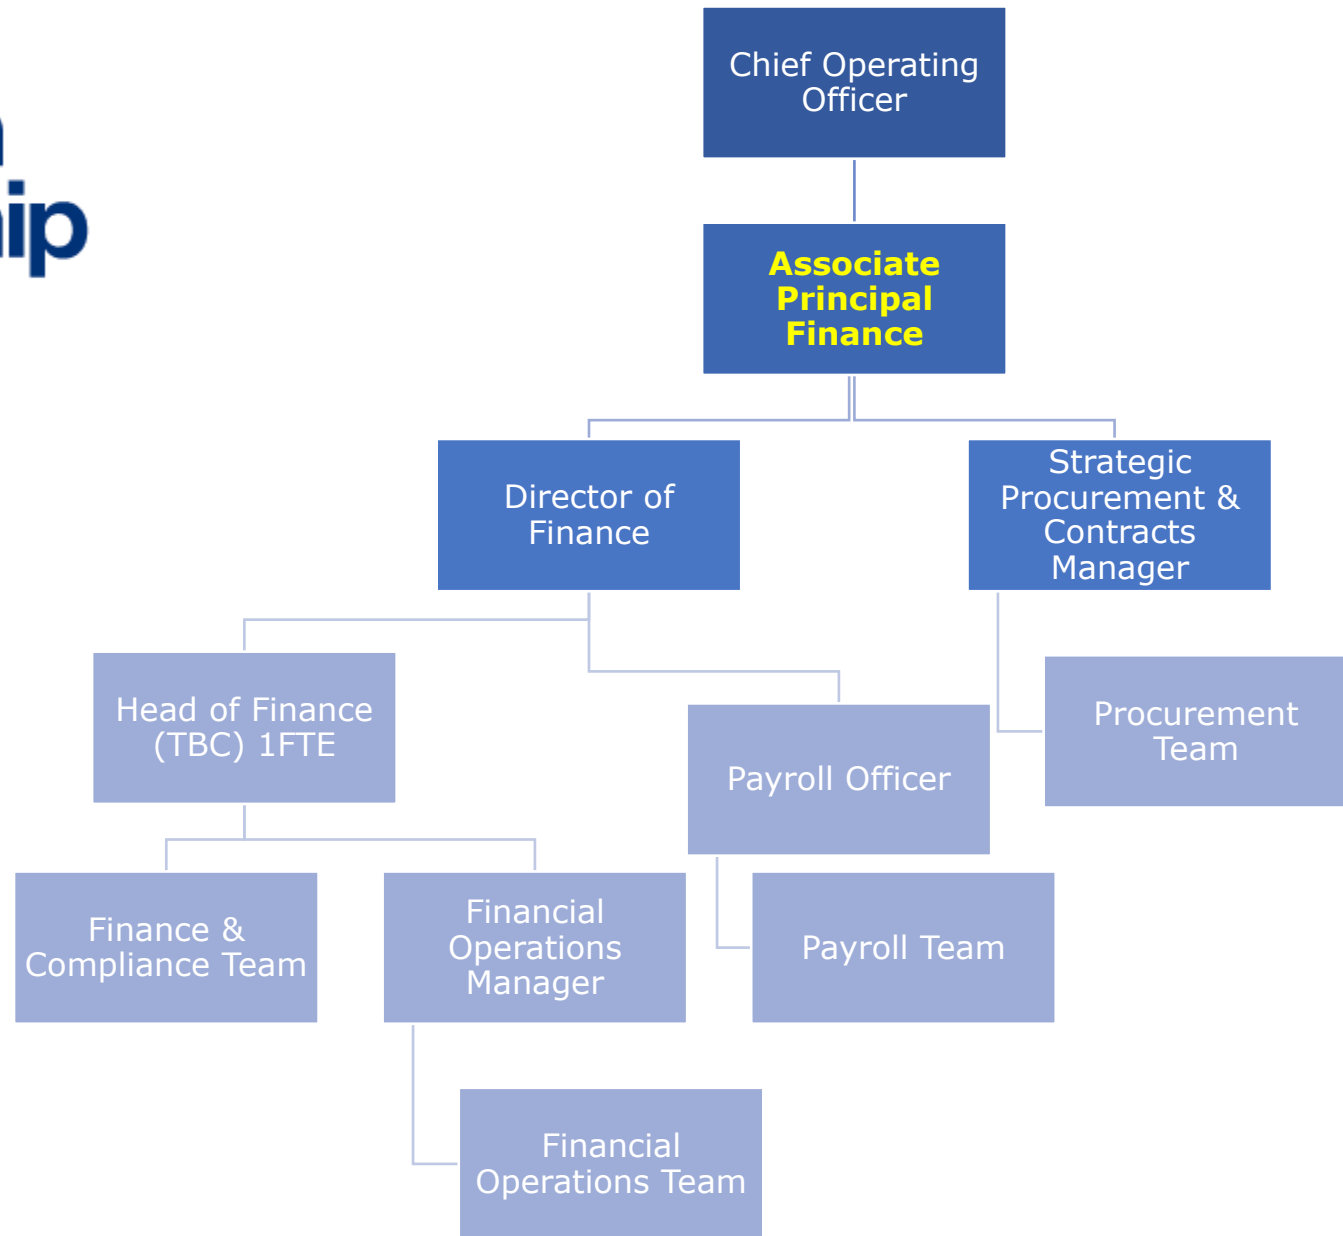 Chief Operating
Officer
ip
Associate
Principal
Finance
Director of
Finance
Strategic
Procurement &
Contracts
Manager
Head of Finance
(TBC) 1FTE
Payroll Officer
Procurement
Team
Finance &
Compliance Team
Financial
Operations
Manager
Payroll Team
Financial
Operations Team